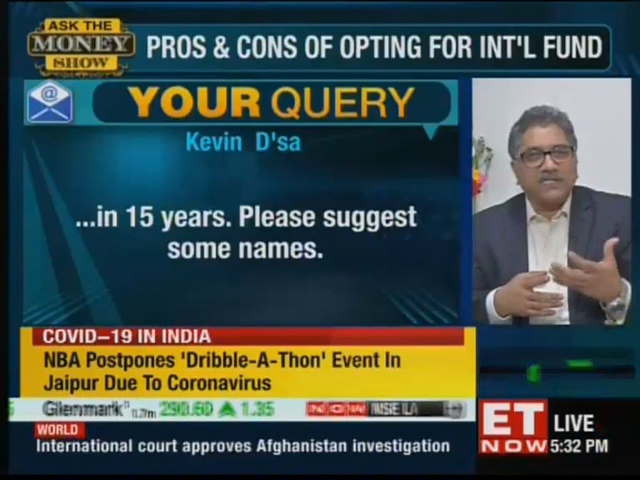 ASK THE
MONEY
SHOW
PROS & CONS OF OPTING FOR INT'L FUND
@
YOUR QUERY
Kevin D'sa
...in 15 years. Please suggest
some names.
COVID–19 IN INDIA
NBA Postpones 'Dribble-A-Thon' Event In
Jaipur Due To Coronavirus
Glenmark 290.60 ▲ 1.35
WORLD
International court approves Afghanistan investigation
ET
NOW
LIVE
5:32 PM